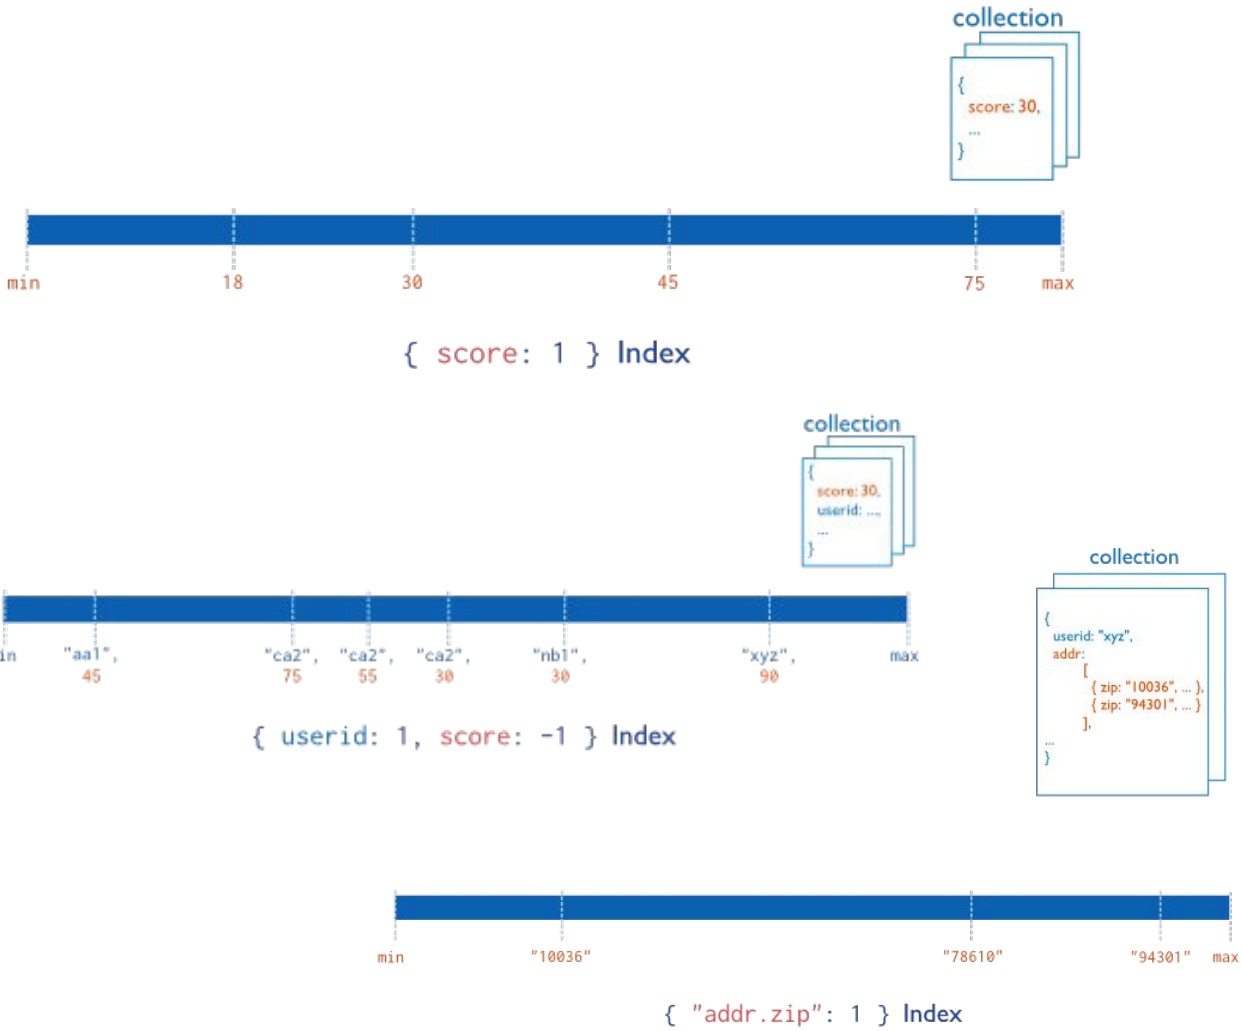 collection
{
score: 30,
...
}
min 18 30 45 75 max
{ score: 1 } Index
collection
{
score: 30,
userid: ...,
...
}
in "aa1", "ca2", "ca2", "ca2", "nb1", "xyz", max
45 75 55 30 30 90
{ userid: 1, score: -1 } Index
collection
{
userid: "xyz",
addr:
[
{ zip: "10036", ... },
{ zip: "94301", ... }
],
...
}
min "10036" "78610" "94301" max
{ "addr.zip": 1 } Index